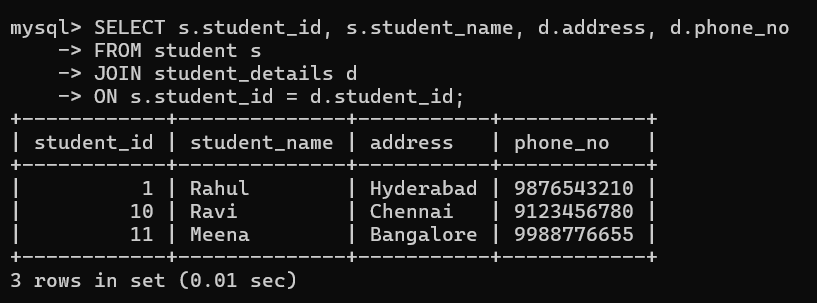 mysql> SELECT s.student_id, s.student_name, d.address, d.phone_no
    -> FROM student s
    -> JOIN student_details d
    -> ON s.student_id = d.student_id;
+------------+--------------+-----------+------------+
| student_id | student_name | address   | phone_no   |
+------------+--------------+-----------+------------+
|          1 | Rahul        | Hyderabad | 9876543210 |
|         10 | Ravi         | Chennai   | 9123456780 |
|         11 | Meena        | Bangalore | 9988776655 |
+------------+--------------+-----------+------------+
3 rows in set (0.01 sec)